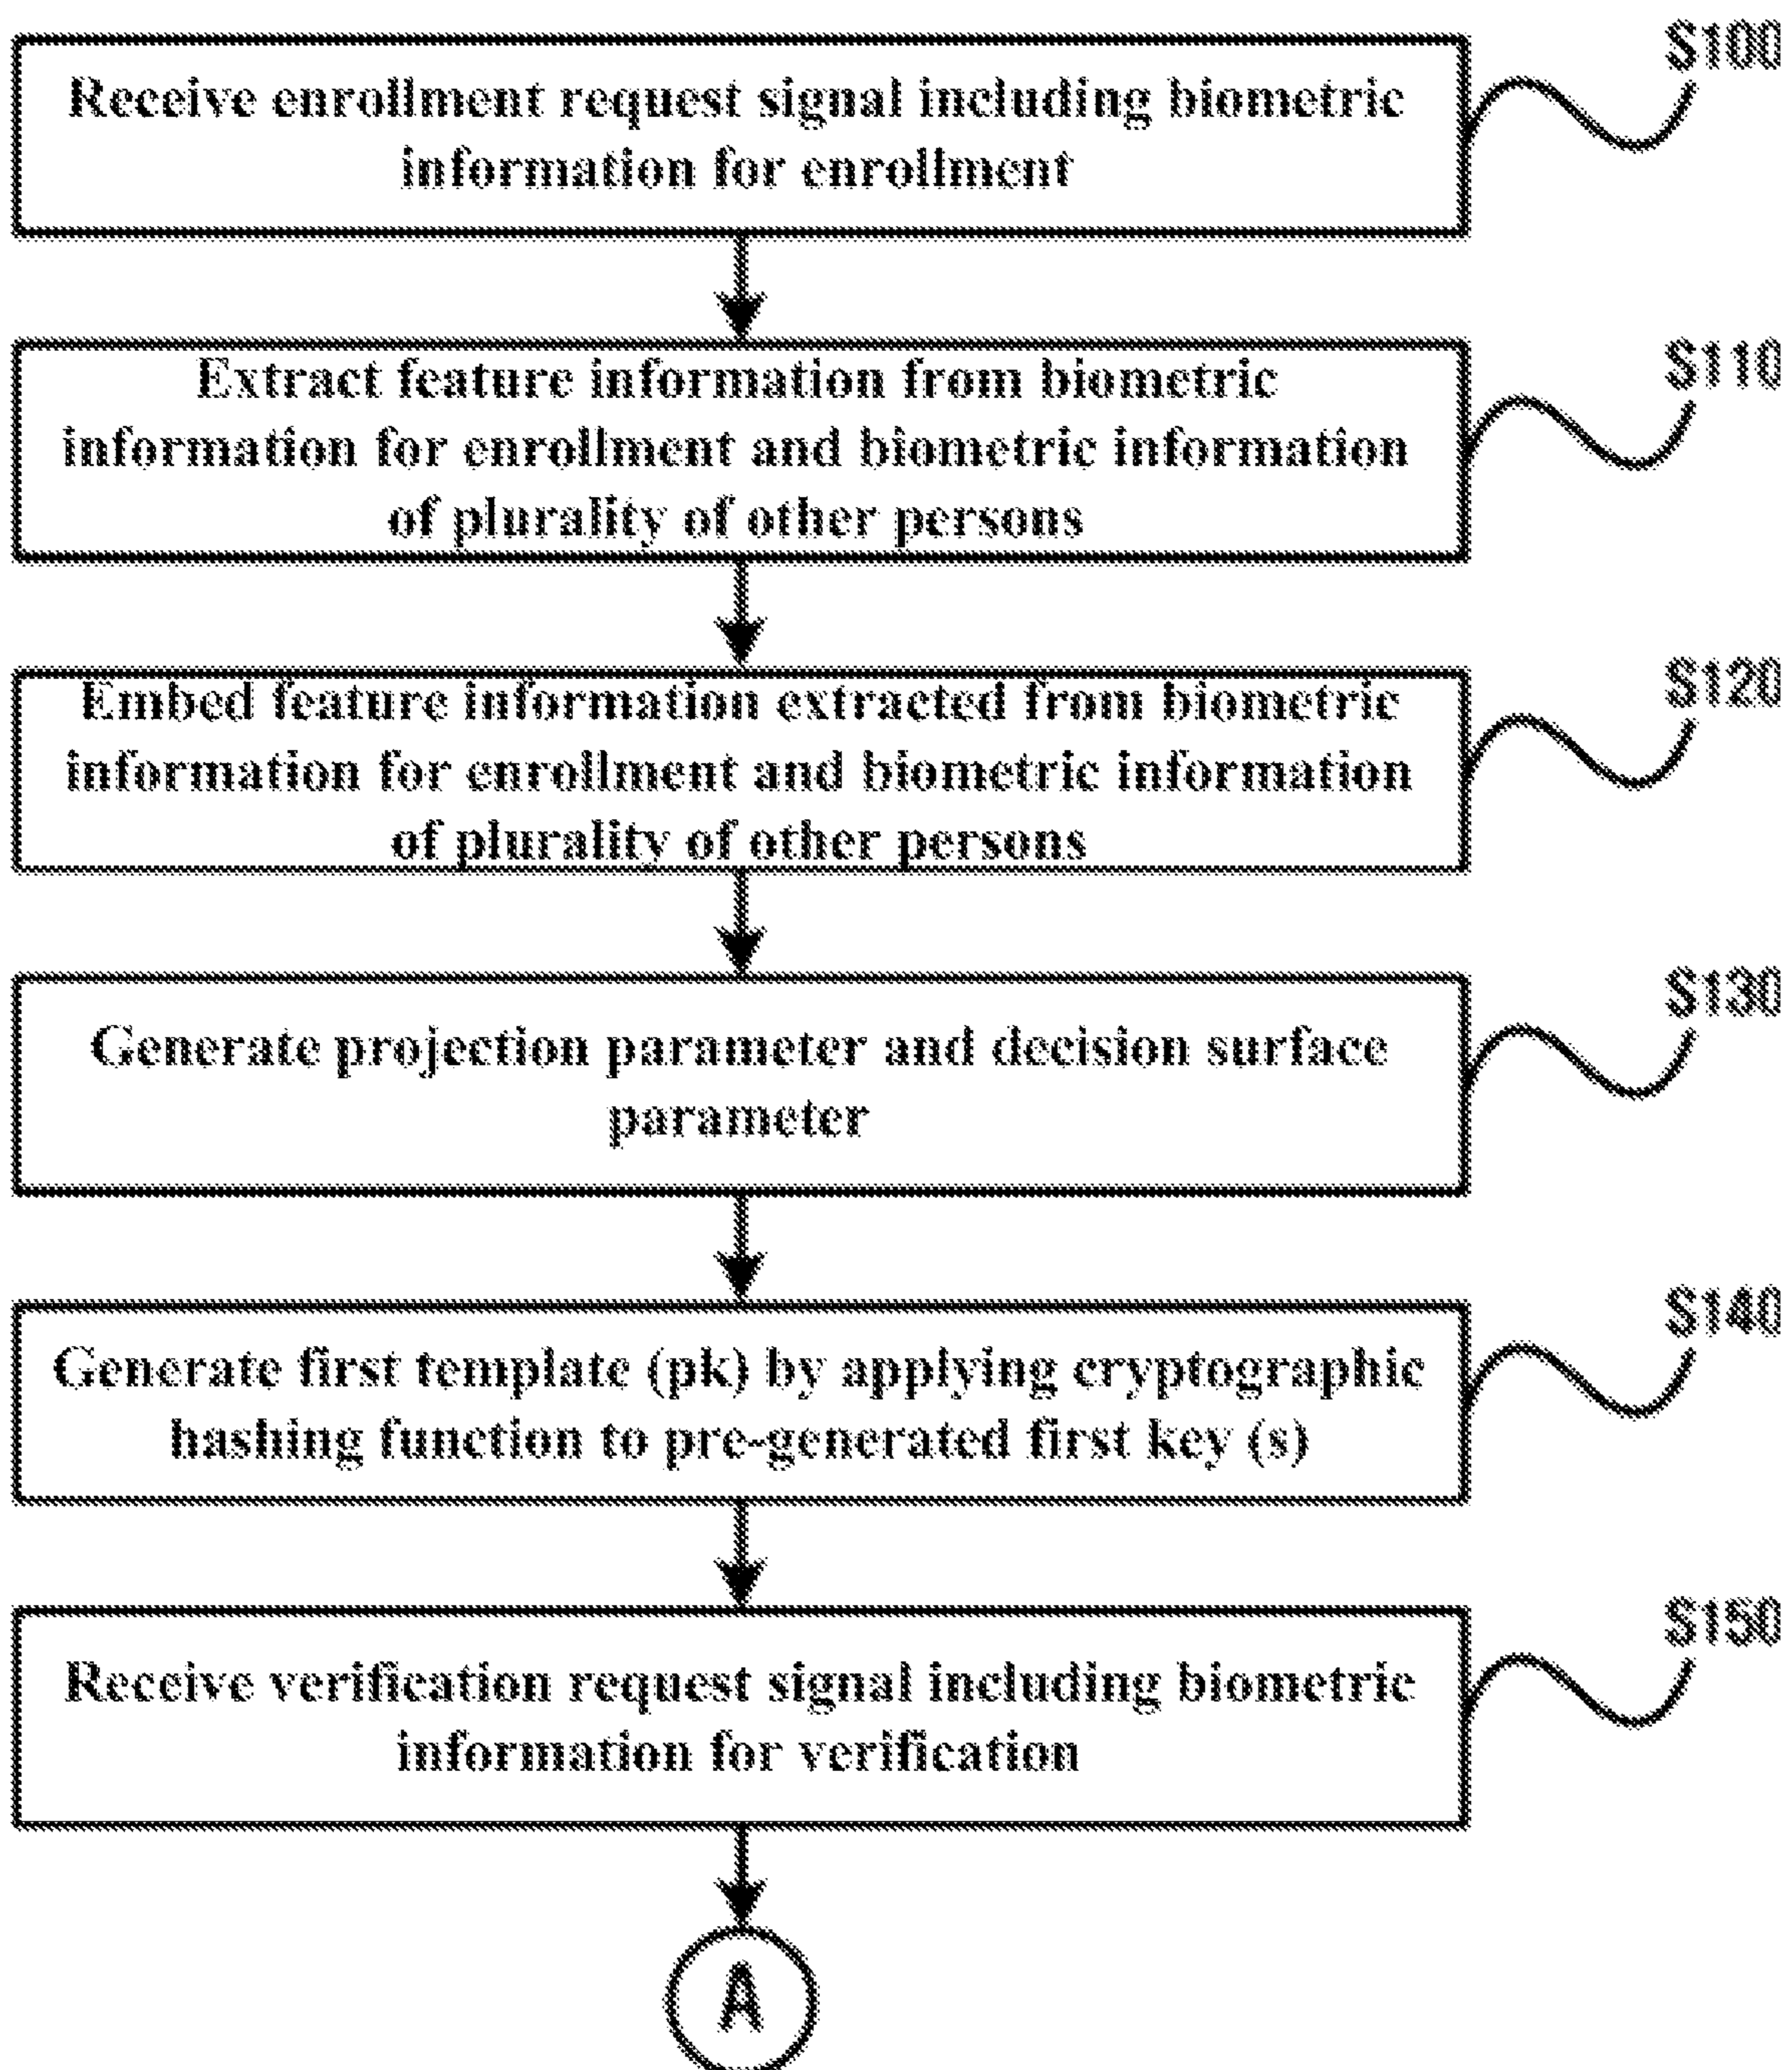 S100
Receive enrollment request signal including biometric
information for enrollment
S110
Extract feature information from biometric
information for enrollment and biometric information
of plurality of other persons
S120
Embed feature information extracted from biometric
information for enrollment and biometric information
of plurality of other persons
S130
Generate projection parameter and decision surface
parameter
S140
Generate first template (pk) by applying cryptographic
hashing function to pre-generated first key (s)
S150
Receive verification request signal including biometric
information for verification
A